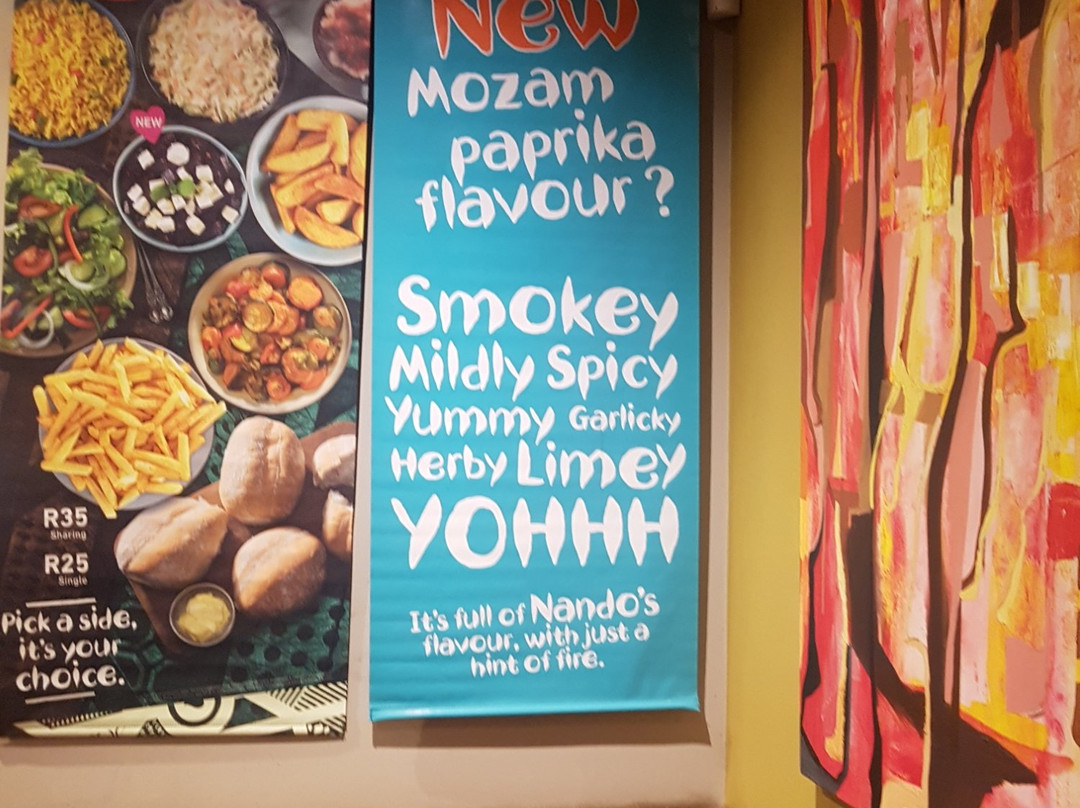 NEW
R35
Sharing
R25
Single
Pick a side,
it's your
choice.
New
Mozam
paprika
flavour?
Smokey
Mildly Spicy
Yummy Garlicky
Herby Limey
YOHHH
It's full of Nando's
flavour, with just a
hint of fire.